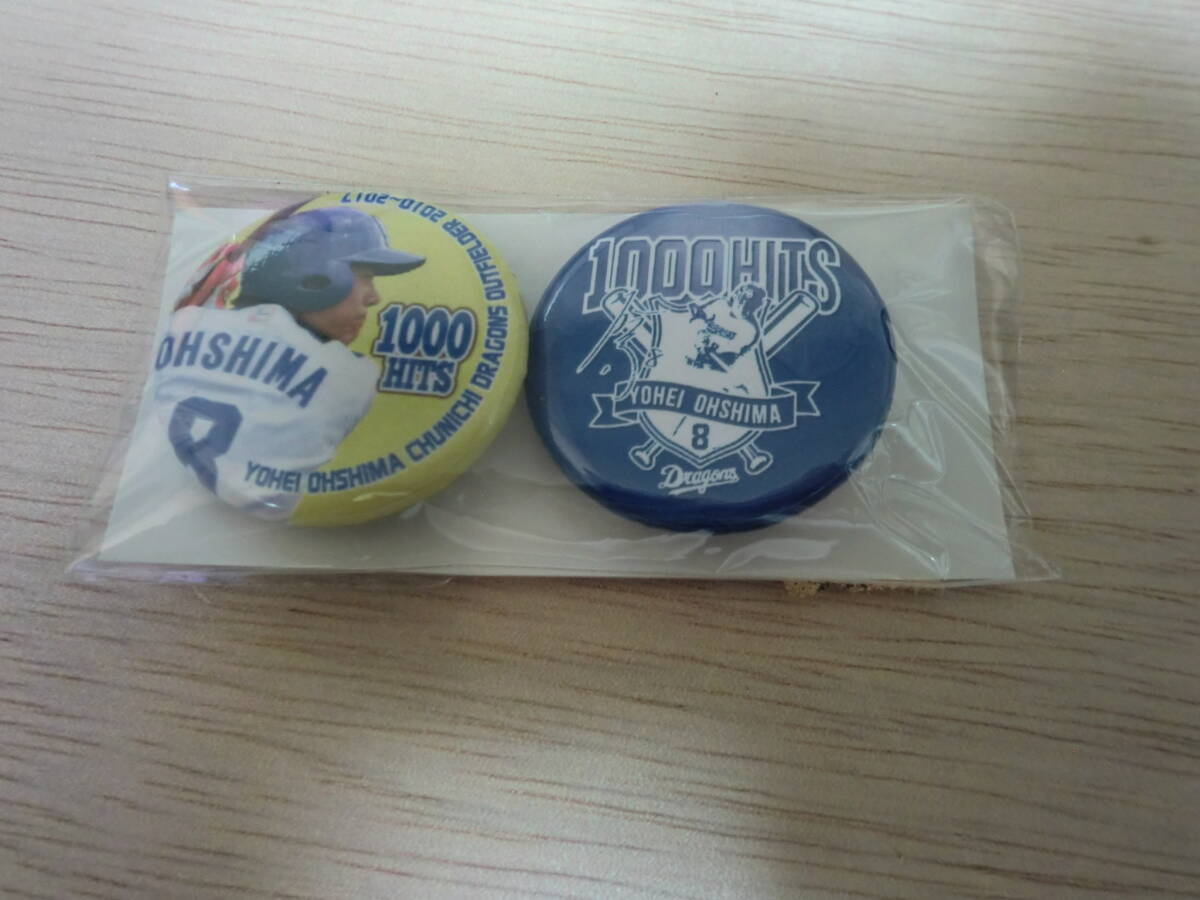 YOHEI OHSHIMA CHUNICHI DRAGONS OUTFIELDER 2010~2017
OHSHIMA
8
1000
HITS
1000HITS
YOHEI OHSHIMA
8
Dragons